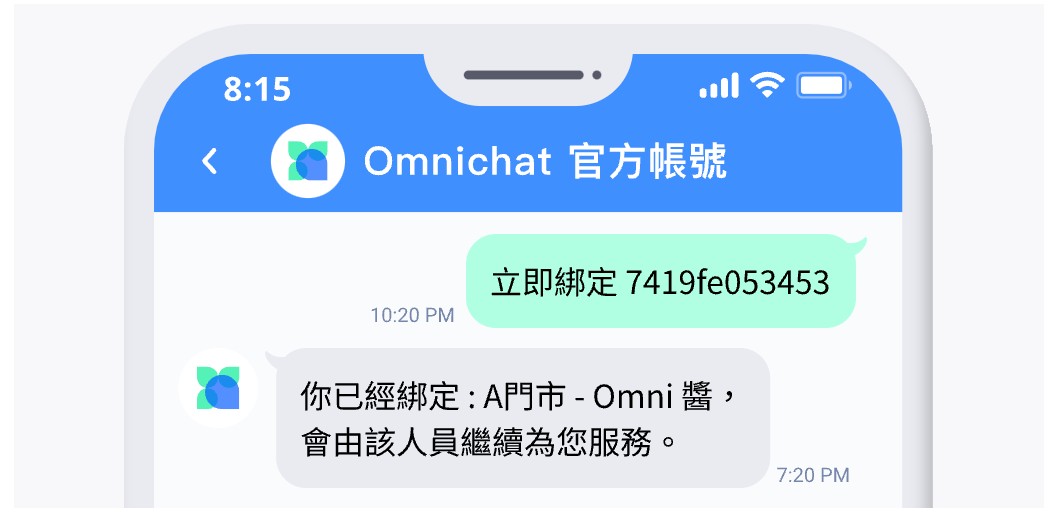 8:15
Omnichat 官方帳號
立即綁定 7419fe053453
10:20 PM
你已經綁定 : A門市 - Omni 醬，
會由該人員繼續為您服務。
7:20 PM